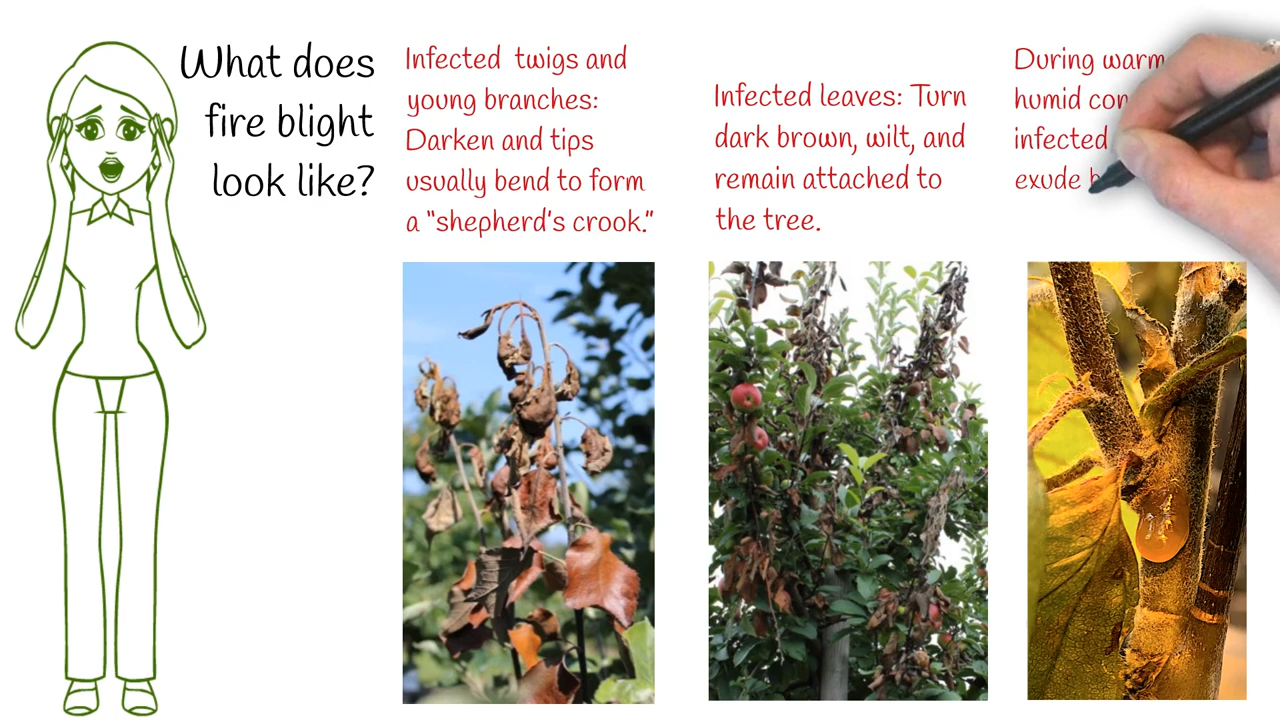 What does
fire blight
look like?
Infected twigs and
young branches:
Darken and tips
usually bend to form
a “shepherd’s crook.”
Infected leaves: Turn
dark brown, wilt, and
remain attached to
the tree.
During warm
humid
infected
exude